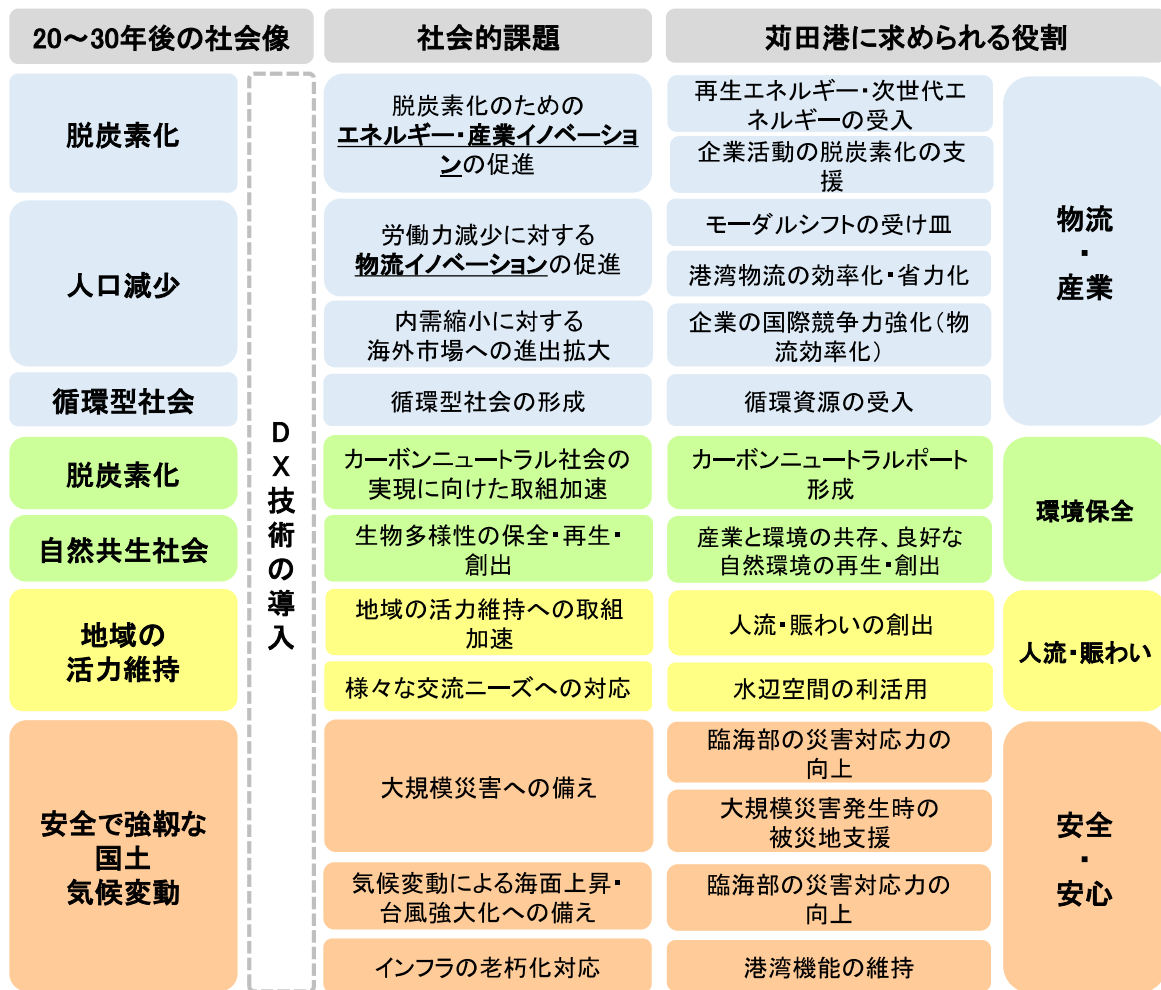 20～30年後の社会像
社会的課題
苅田港に求められる役割
脱炭素化
脱炭素化のための
エネルギー・産業イノベーショ
ンの促進
再生エネルギー・次世代エ
ネルギーの受入
企業活動の脱炭素化の支
援
人口減少
労働力減少に対する
物流イノベーションの促進
モーダルシフトの受け皿
港湾物流の効率化・省力化
内需縮小に対する
海外市場への進出拡大
企業の国際競争力強化（物
流効率化）
循環型社会
循環型社会の形成
循環資源の受入
物流
・
産業
DX技術の導入
脱炭素化
カーボンニュートラル社会の
実現に向けた取組加速
カーボンニュートラルポート
形成
自然共生社会
生物多様性の保全・再生・
創出
産業と環境の共存、良好な
自然環境の再生・創出
環境保全
地域の
活力維持
地域の活力維持への取組
加速
人流・賑わいの創出
様々な交流ニーズへの対応
水辺空間の利活用
人流・賑わい
安全で強靱な
国土
気候変動
大規模災害への備え
臨海部の災害対応力の
向上
大規模災害発生時の
被災地支援
気候変動による海面上昇・
台風強大化への備え
臨海部の災害対応力の
向上
インフラの老朽化対応
港湾機能の維持
安全
・
安心